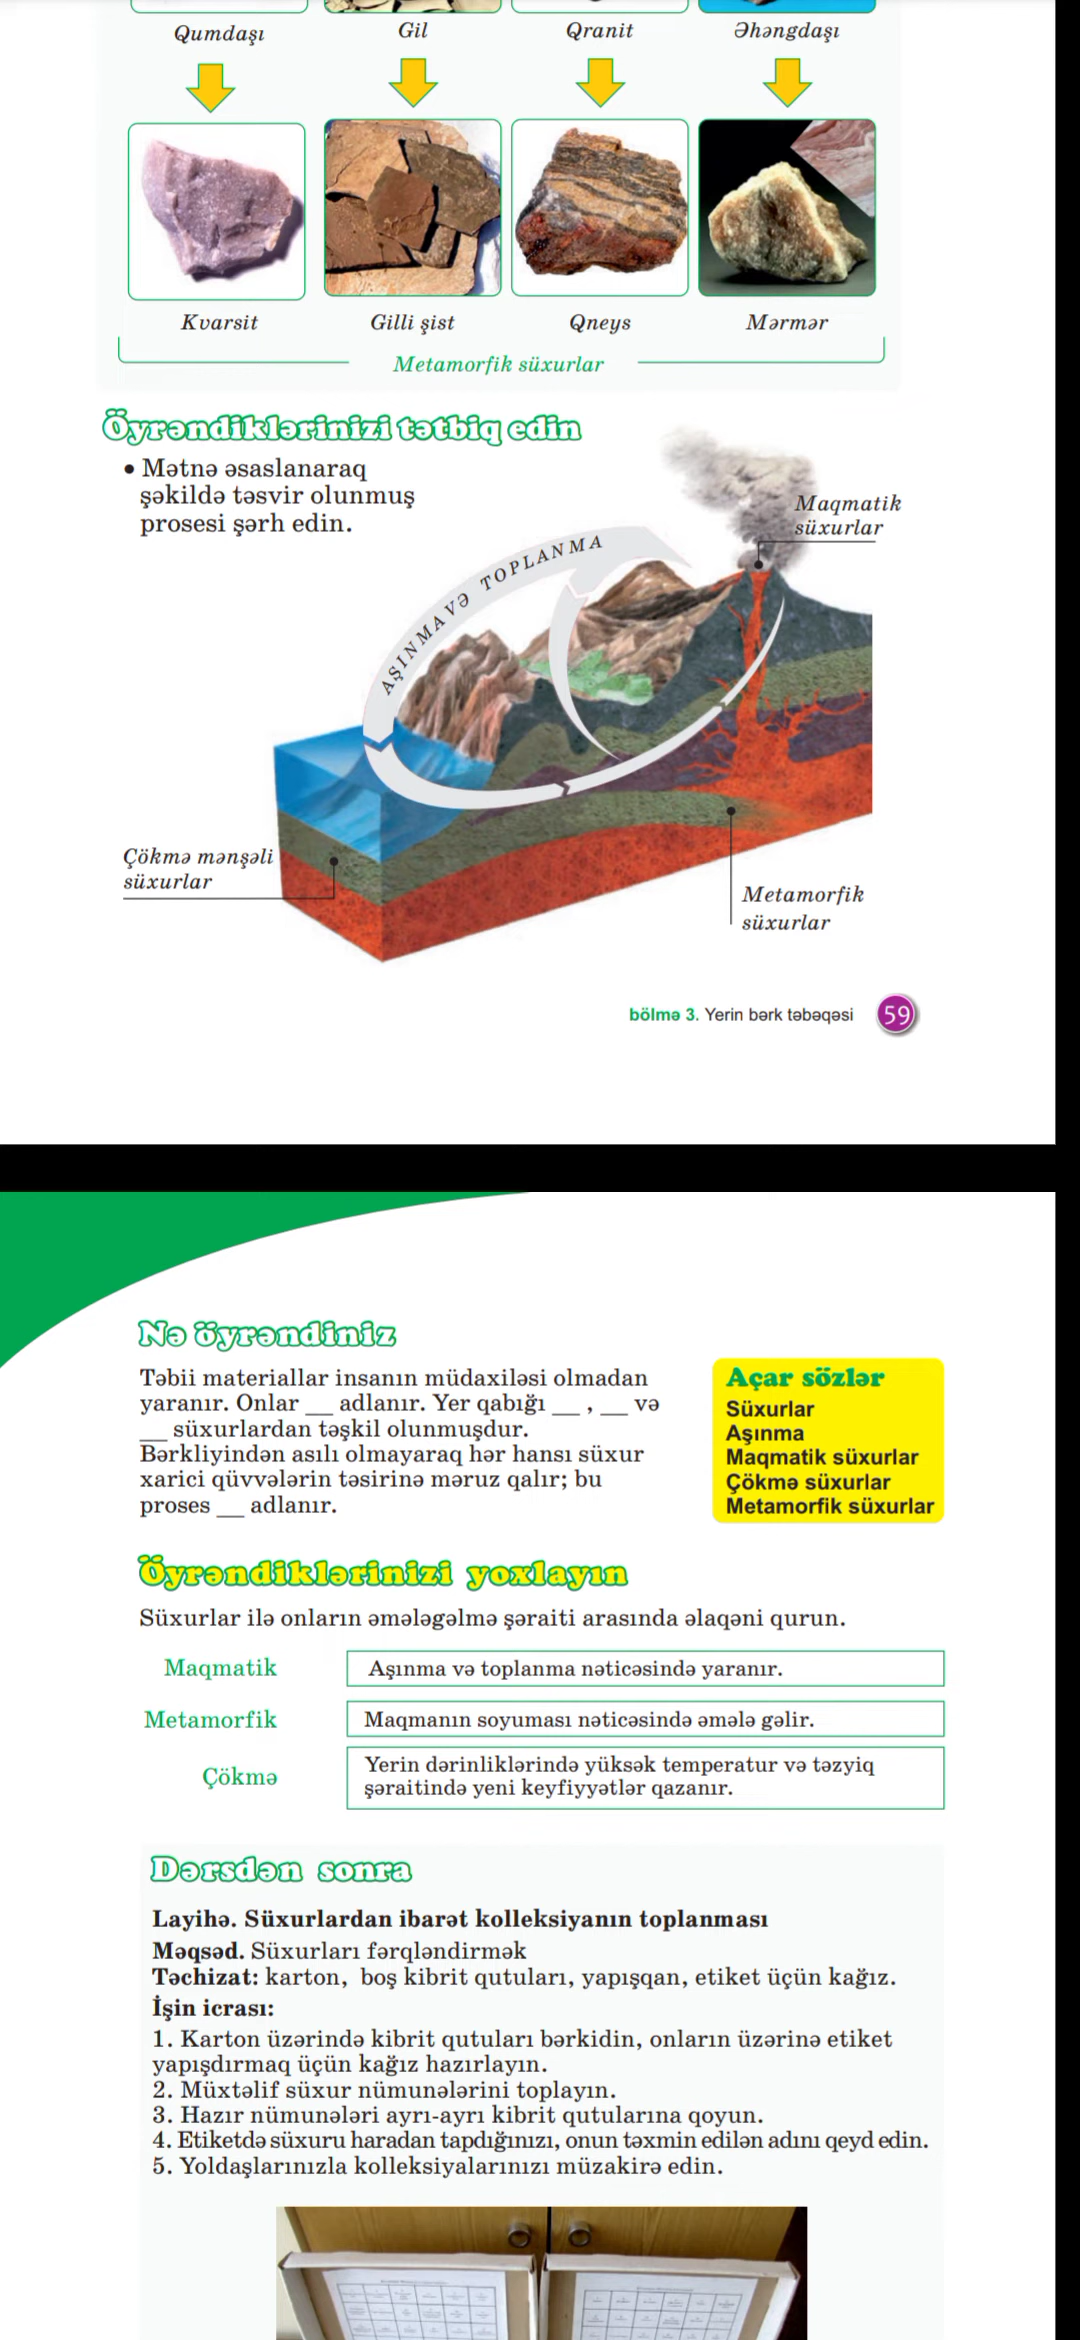 Qumdaşı Gil Qranit Əhəngdaşı
Kvarsit Gilli şist Qneys Mərmər
Metamorfik süxurlar
Öyrəndiklərinizi tətbiq edin
• Mətnə əsaslanaraq
şəkildə təsvir olunmuş
prosesi şərh edin.
Maqmatik
süxurlar
AŞINMA VƏ TOPLANMA
Çökmə mənşəli
süxurlar
Metamorfik
süxurlar
bölmə 3. Yerin bərk təbəqəsi 59
Nə öyrəndiniz
Təbii materiallar insanın müdaxiləsi olmadan
yaranır. Onlar __ adlanır. Yer qabığı __ , __ və
__ süxurlardan təşkil olunmuşdur.
Bərkliyindən asılı olmayaraq hər hansı süxur
xarici qüvvələrin təsirinə məruz qalır; bu
proses __ adlanır.
Açar sözlər
Süxurlar
Aşınma
Maqmatik süxurlar
Çökmə süxurlar
Metamorfik süxurlar
Öyrəndiklərinizi yoxlayın
Süxurlar ilə onların əmələgəlmə şəraiti arasında əlaqəni qurun.
Maqmatik Aşınma və toplanma nəticəsində yaranır.
Metamorfik Maqmanın soyuması nəticəsində əmələ gəlir.
Çökmə Yerin dərinliklərində yüksək temperatur və təzyiq
şəraitində yeni keyfiyyətlər qazanır.
Dərsdən sonra
Layihə. Süxurlardan ibarət kolleksiyanın toplanması
Məqsəd. Süxurları fərqləndirmək
Təchizat: karton, boş kibrit qutuları, yapışqan, etiket üçün kağız.
İşin icrası:
1. Karton üzərində kibrit qutuları bərkidin, onların üzərinə etiket
yapışdırmaq üçün kağız hazırlayın.
2. Müxtəlif süxur nümunələrini toplayın.
3. Hazır nümunələri ayrı-ayrı kibrit qutularına qoyun.
4. Etiketdə süxuru haradan tapdığınızı, onun təxmin edilən adını qeyd edin.
5. Yoldaşlarınızla kolleksiyalarınızı müzakirə edin.